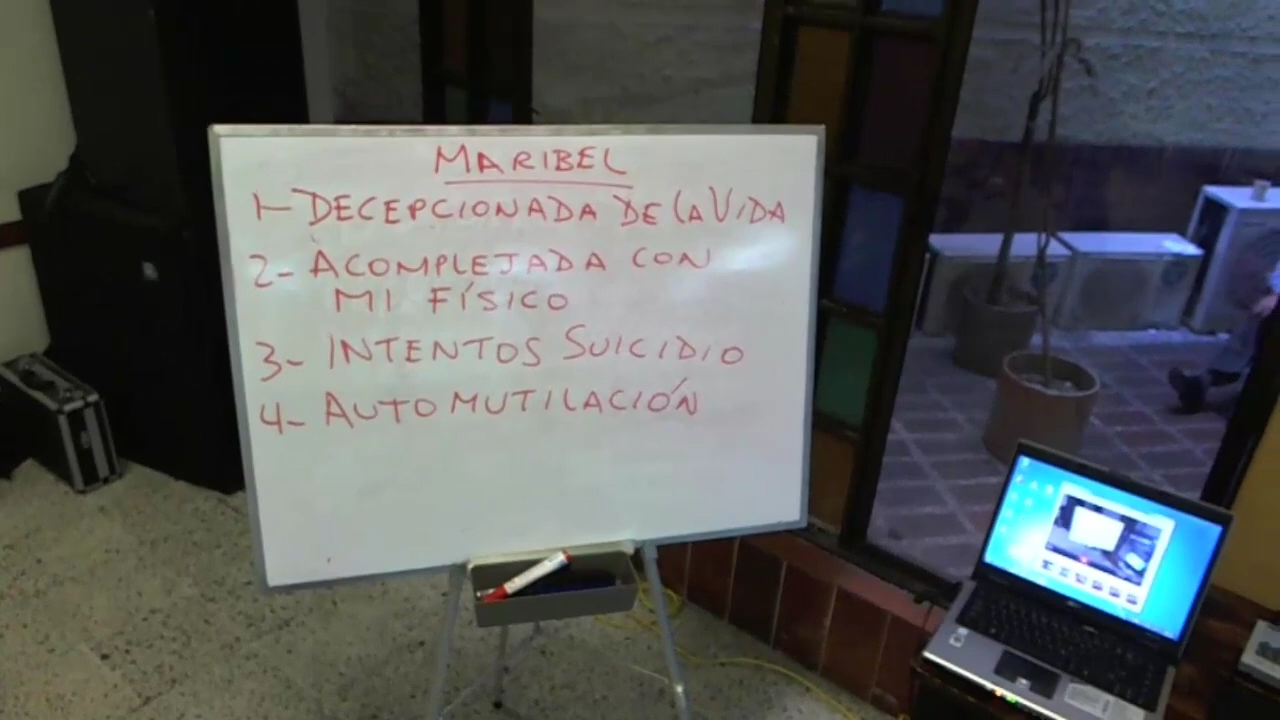 MARIBEL
1- DECEPCIONADA DE LA VIDA
2- ACOMPLEJADA CON
MI FÍSICO
3- INTENTOS SUICIDIO
4- AUTOMUTILACIÓN